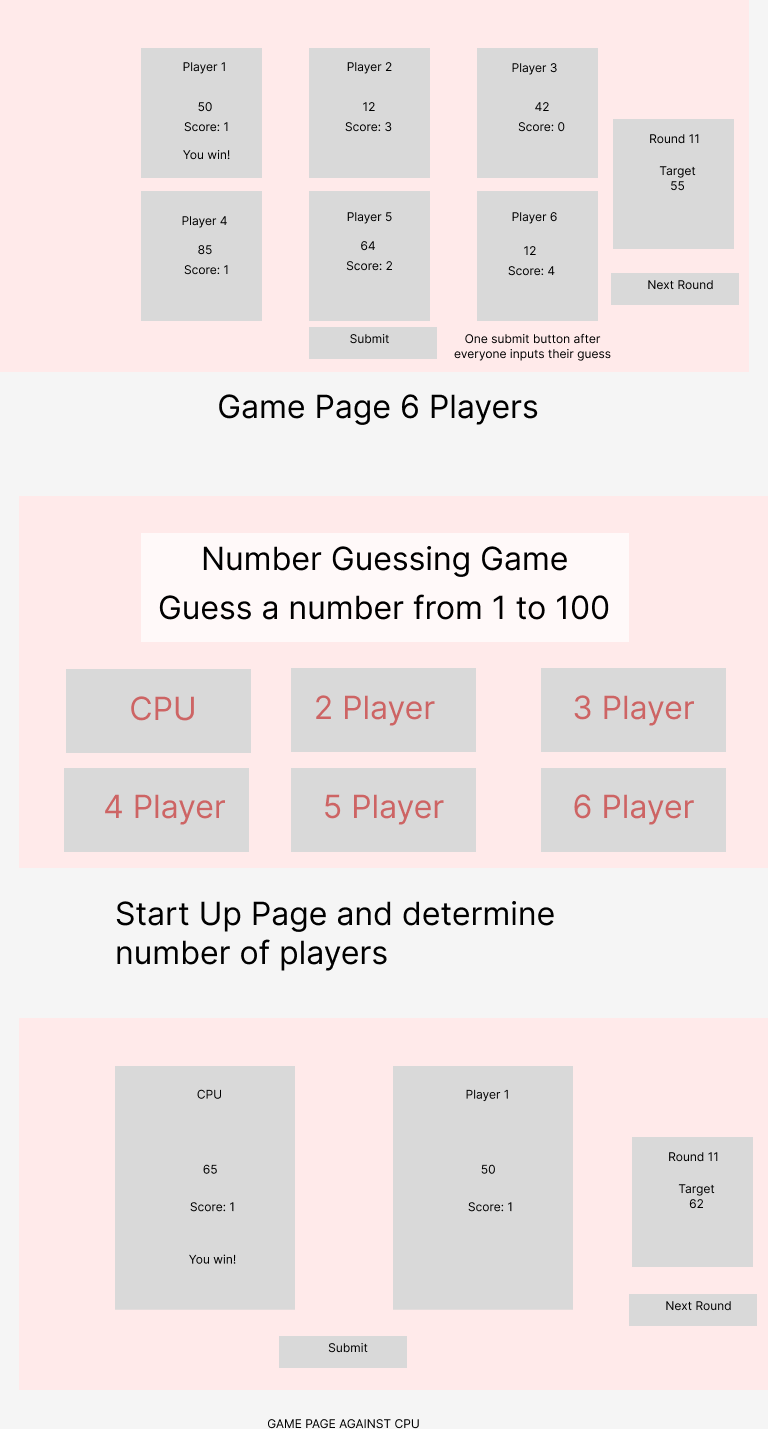 Player 1
50
Score: 1
You win!
Player 2
12
Score: 3
Player 3
42
Score: 0
Round 11
Target
55
Player 4
85
Score: 1
Player 5
64
Score: 2
Player 6
12
Score: 4
Next Round
Submit
One submit button after
everyone inputs their guess
Game Page 6 Players
Number Guessing Game
Guess a number from 1 to 100
CPU
2 Player
3 Player
4 Player
5 Player
6 Player
Start Up Page and determine
number of players
CPU
65
Score: 1
You win!
Player 1
50
Score: 1
Round 11
Target
62
Next Round
Submit
GAME PAGE AGAINST CPU